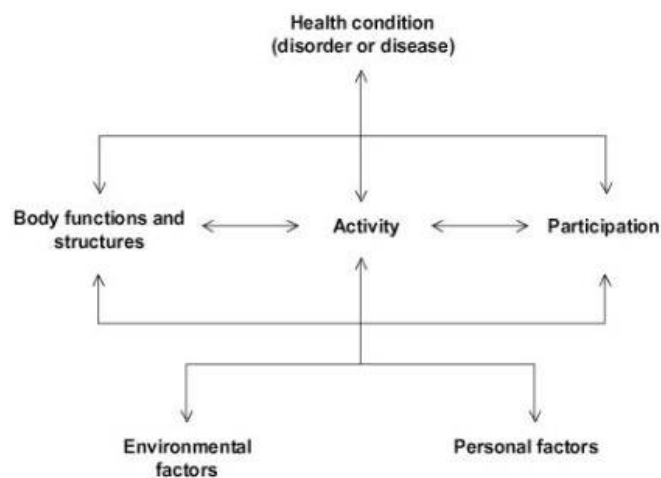 Health condition
(disorder or disease)
Body functions and
structures
Activity
Participation
Environmental
factors
Personal factors